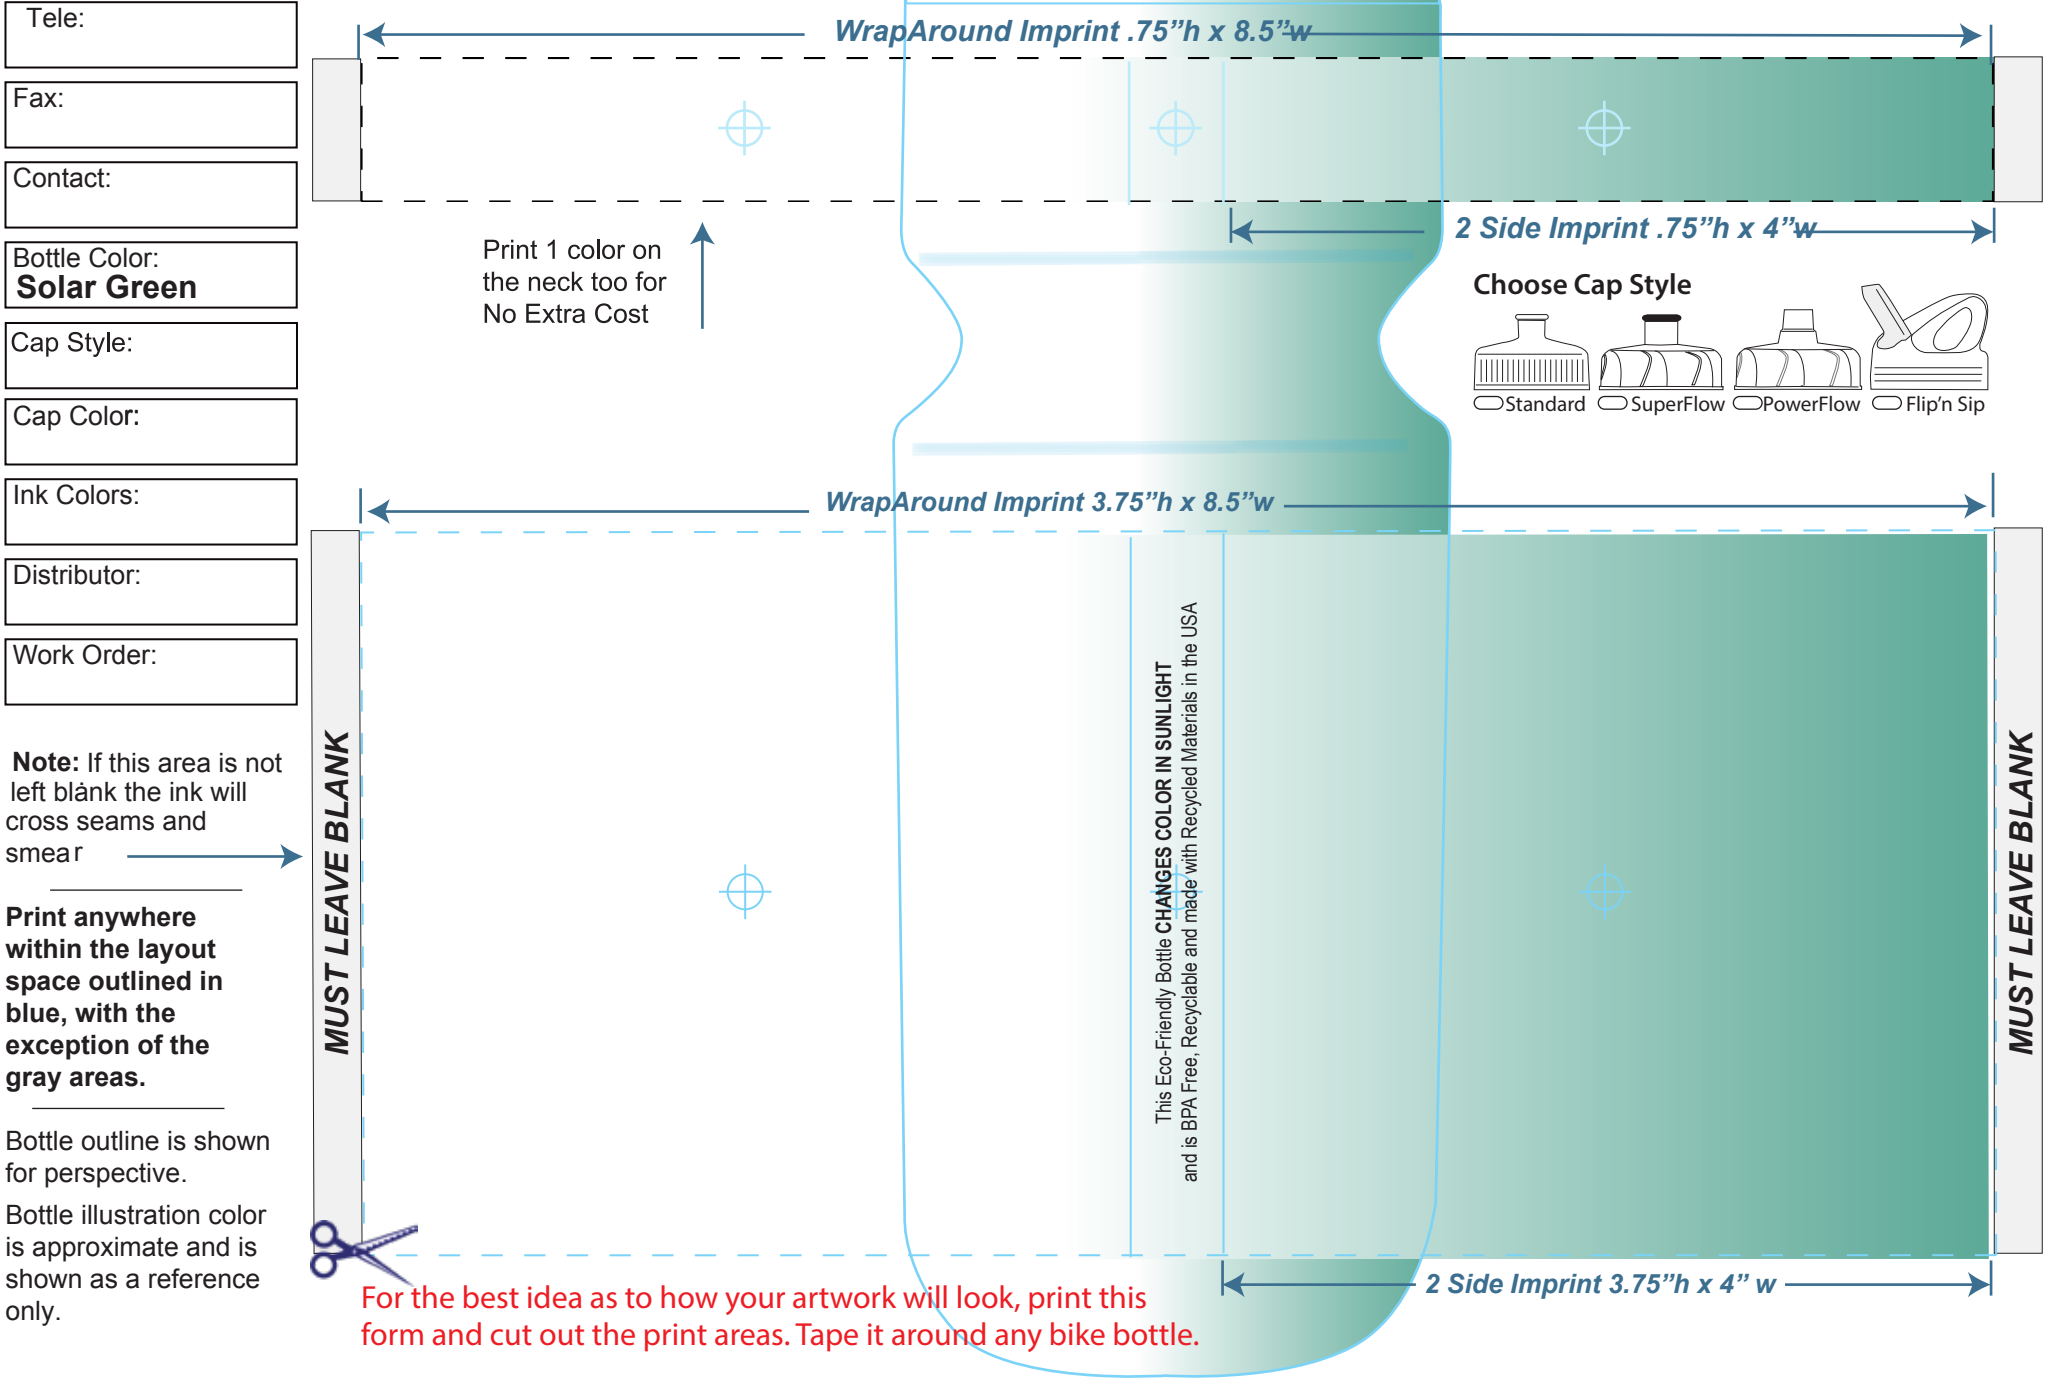 Tele:
Fax:
Contact:
Bottle Color:
Solar Green
Cap Style:
Cap Color:
Ink Colors:
Distributor:
Work Order:
Note: If this area is not
left blank the ink will
cross seams and
smear
Print anywhere
within the layout
space outlined in
blue, with the
exception of the
gray areas.
Bottle outline is shown
for perspective.
Bottle illustration color
is approximate and is
shown as a reference
only.
WrapAround Imprint .75”h x 8.5”w
2 Side Imprint .75”h x 4”w
Print 1 color on
the neck too for
No Extra Cost
Choose Cap Style
Standard
SuperFlow
PowerFlow
Flip’n Sip
WrapAround Imprint 3.75”h x 8.5”w
MUST LEAVE BLANK
This Eco-Friendly Bottle CHANGES COLOR IN SUNLIGHT
and is BPA Free, Recyclable and made with Recycled Materials in the USA
MUST LEAVE BLANK
2 Side Imprint 3.75”h x 4” w
For the best idea as to how your artwork will look, print this
form and cut out the print areas. Tape it around any bike bottle.